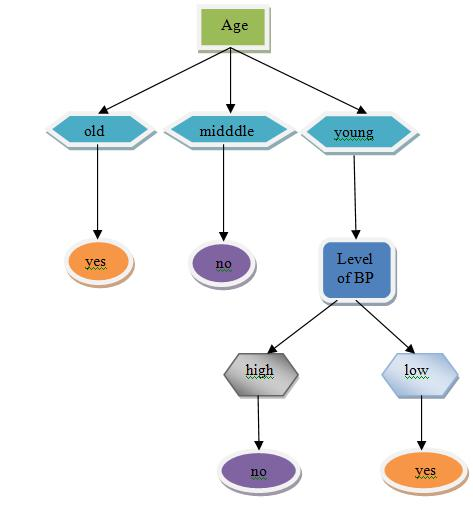 Age
old
midddle
young
yes
no
Level
of BP
high
low
no
yes